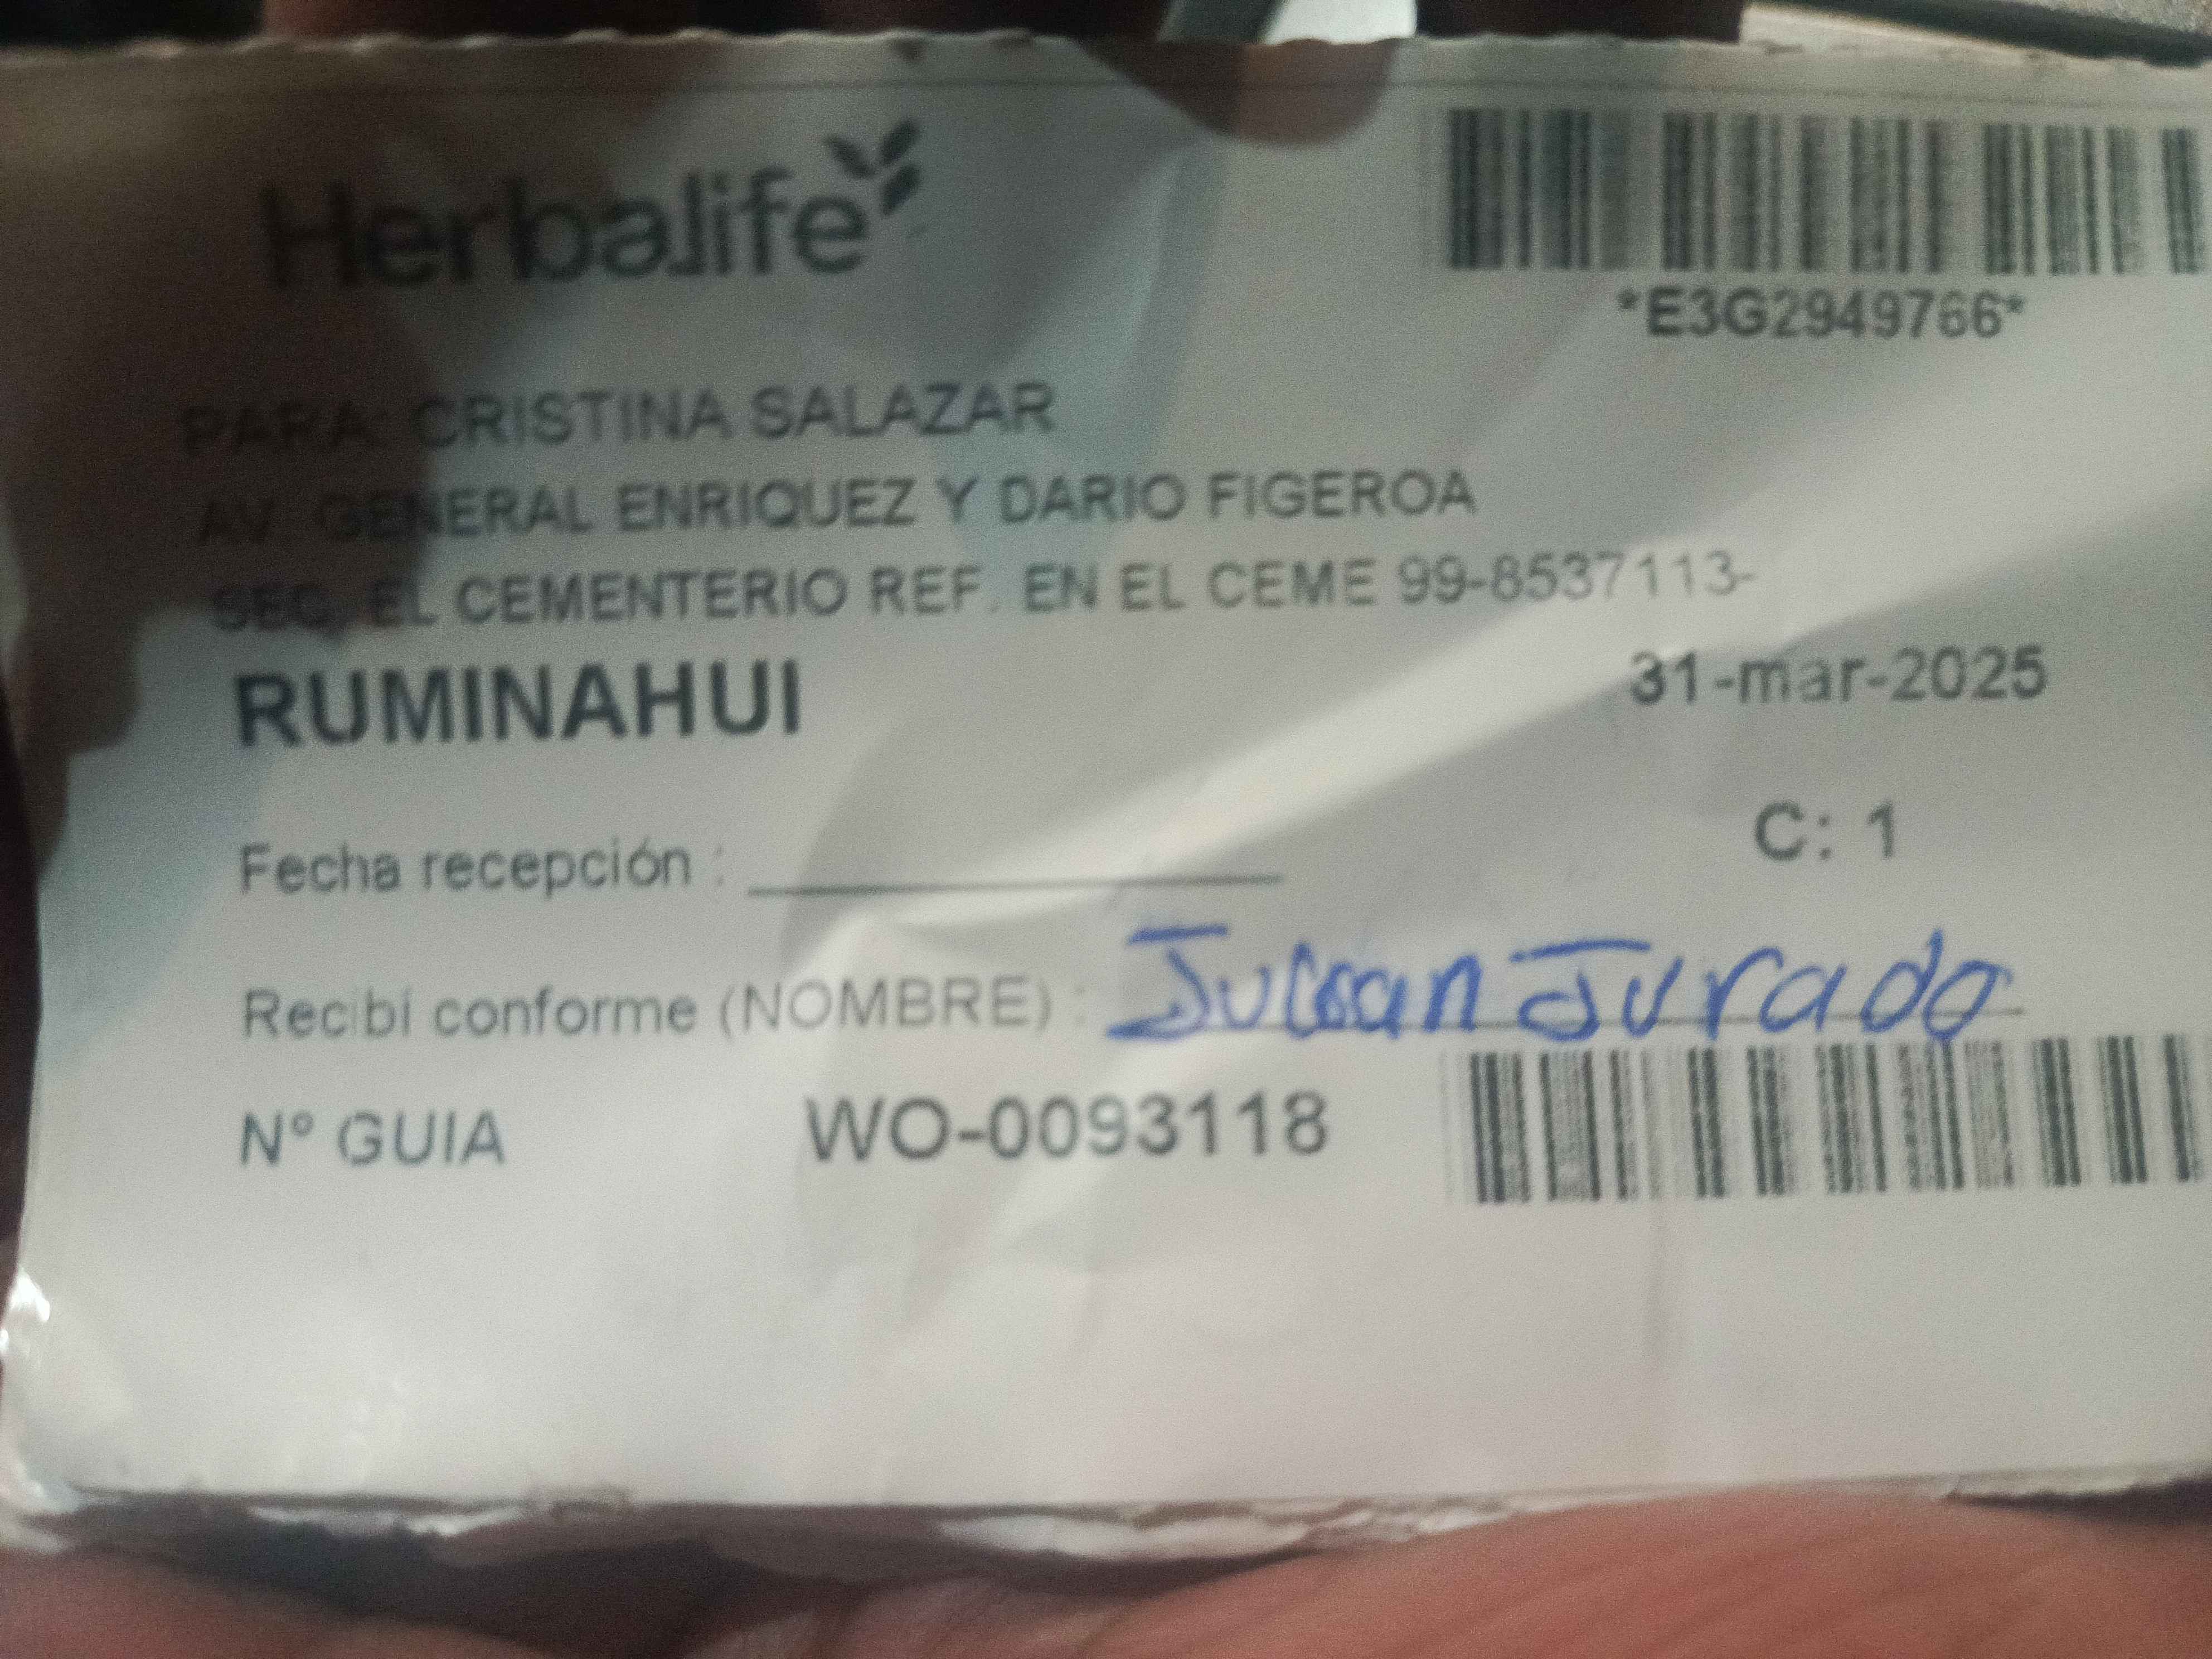 Herbalife
*E3G2949766*
PARA: CRISTINA SALAZAR
AV. GENERAL ENRIQUEZ Y DARIO FIGEROA
SEC. EL CEMENTERIO REF. EN EL CEME 99-8537113-
RUMINAHUI
31-mar-2025
C: 1
Fecha recepción :
Recibí conforme (NOMBRE) : Julian Jurado
Nº GUIA WO-0093118